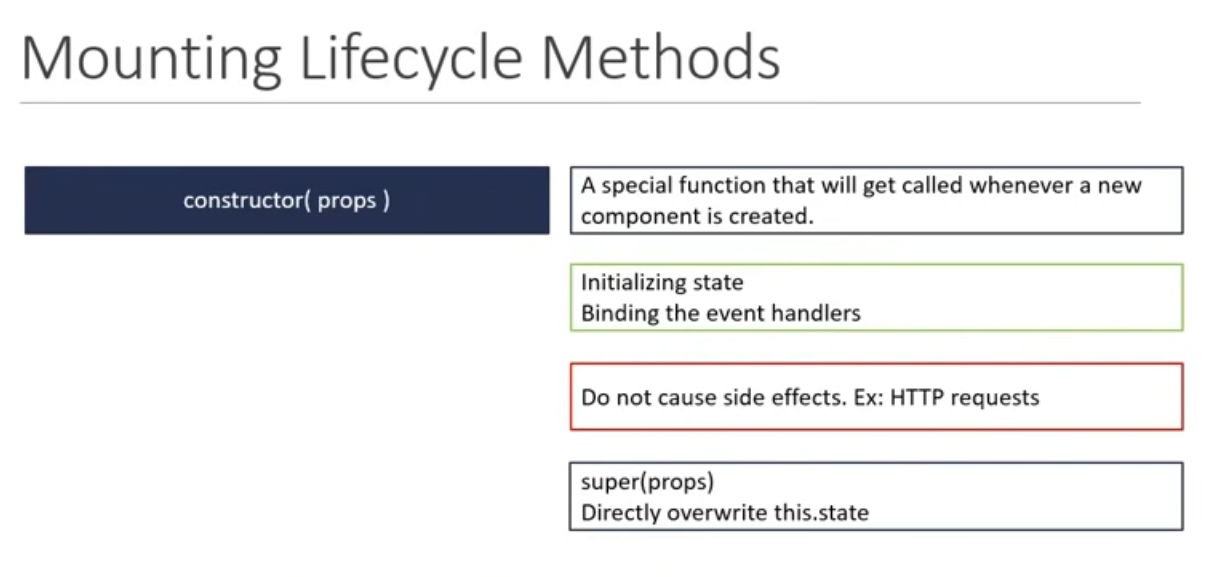 Mounting Lifecycle Methods
constructor( props )
A special function that will get called whenever a new
component is created.
Initializing state
Binding the event handlers
Do not cause side effects. Ex: HTTP requests
super(props)
Directly overwrite this.state